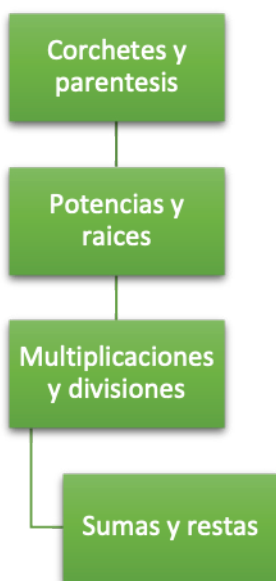 Corchetes y
parentesis
Potencias y
raices
Multiplicaciones
y divisiones
Sumas y restas